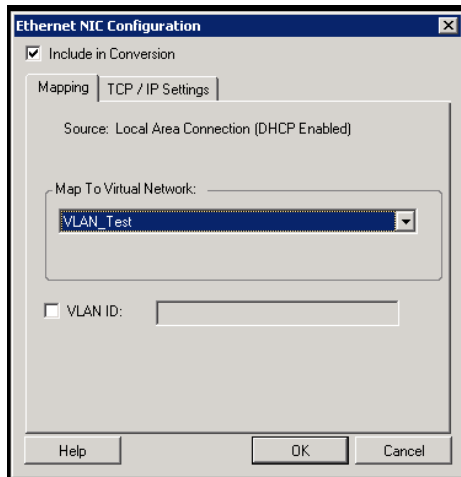 Ethernet NIC Configuration
Include in Conversion
Mapping TCP / IP Settings
Source: Local Area Connection (DHCP Enabled)
Map To Virtual Network:
VLAN_Test
VLAN ID:
Help OK Cancel